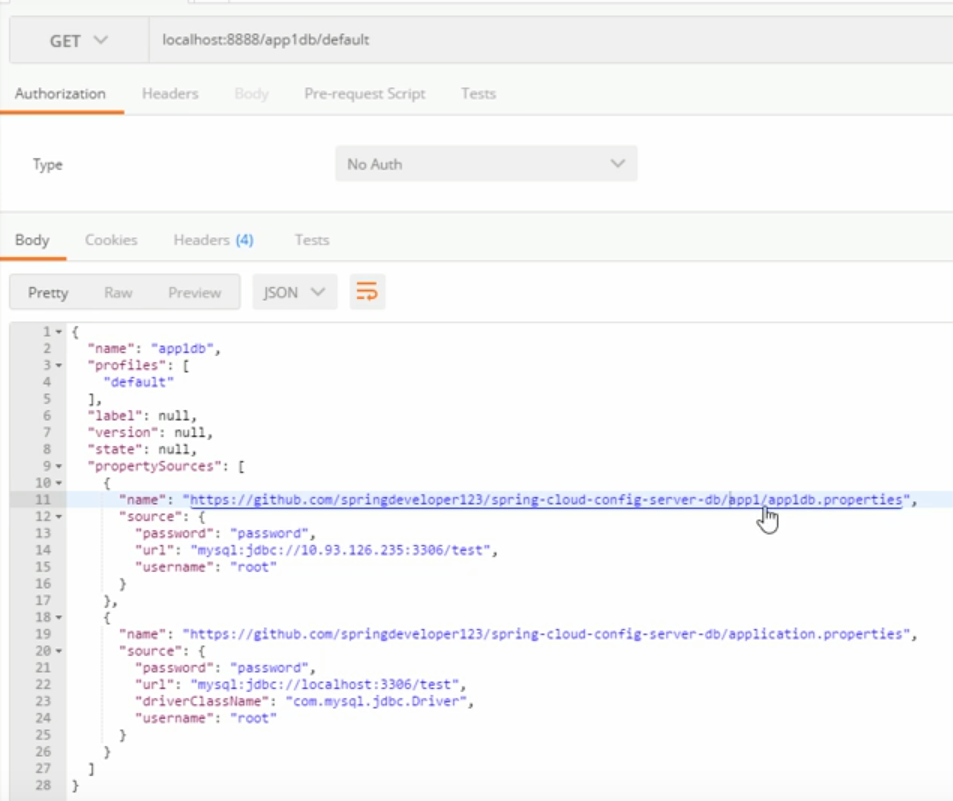 GET localhost:8888/app1db/default
Authorization Headers Body Pre-request Script Tests
Type No Auth
Body Cookies Headers (4) Tests
Pretty Raw Preview JSON
1 {
2 "name": "app1db",
3 "profiles": [
4 "default"
5 ],
6 "label": null,
7 "version": null,
8 "state": null,
9 "propertySources": [
10 {
11 "name": "https://github.com/springdeveloper123/spring-cloud-config-server-db/app1/app1db.properties",
12 "source": {
13 "password": "password",
14 "url": "mysql:jdbc://10.93.126.235:3306/test",
15 "username": "root"
16 }
17 },
18 {
19 "name": "https://github.com/springdeveloper123/spring-cloud-config-server-db/application.properties",
20 "source": {
21 "password": "password",
22 "url": "mysql:jdbc://localhost:3306/test",
23 "driverClassName": "com.mysql.jdbc.Driver",
24 "username": "root"
25 }
26 }
27 ]
28 }